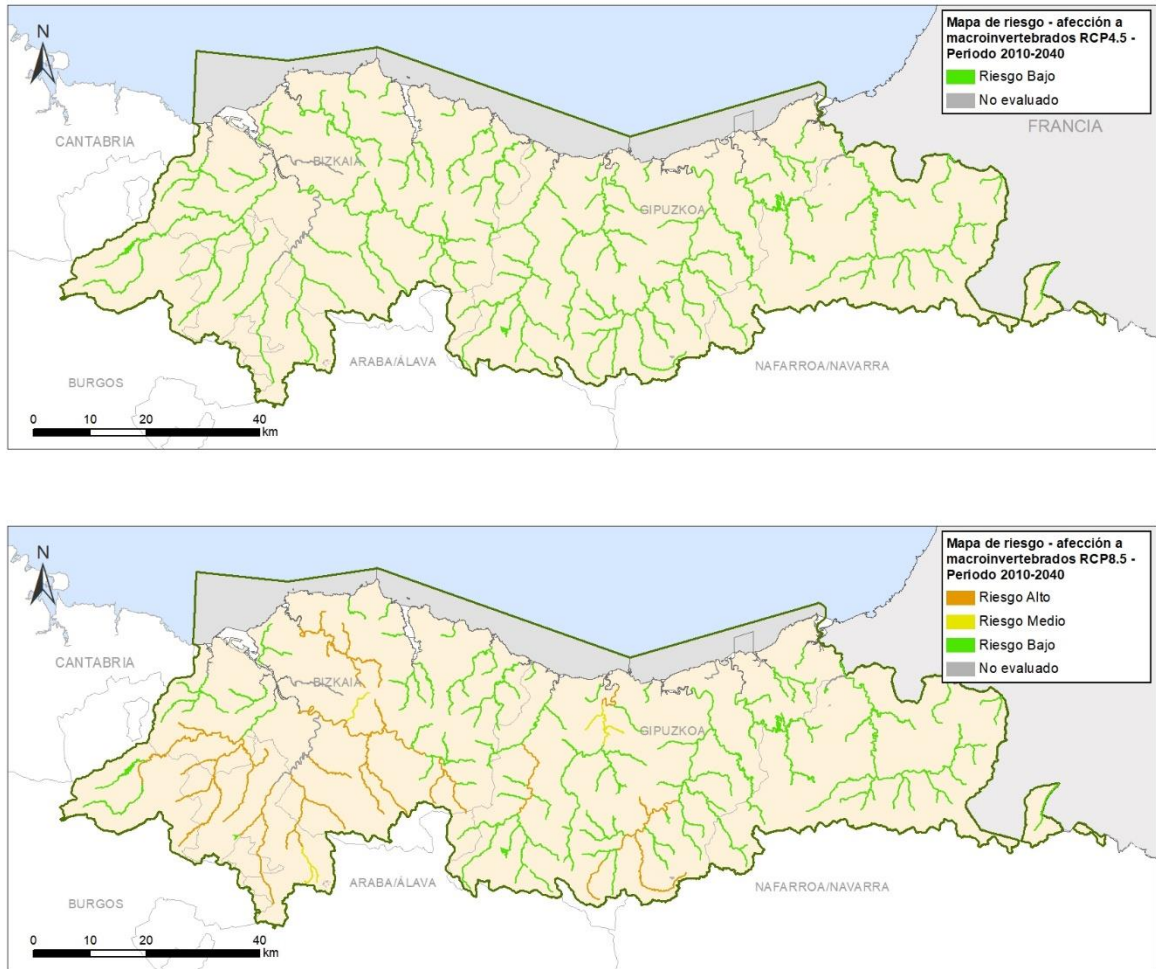 N
CANTABRIA
BIZKAIA
GIPUZKOA
FRANCIA
ARABA/ÁLAVA
NAFARROA/NAVARRA
BURGOS
0 10 20 40
km
Mapa de riesgo - afección a
macroinvertebrados RCP4.5 -
Periodo 2010-2040
Riesgo Bajo
No evaluado
N
CANTABRIA
BIZKAIA
GIPUZKOA
ARABA/ÁLAVA
NAFARROA/NAVARRA
BURGOS
0 10 20 40
km
Mapa de riesgo - afección a
macroinvertebrados RCP8.5 -
Periodo 2010-2040
Riesgo Alto
Riesgo Medio
Riesgo Bajo
No evaluado